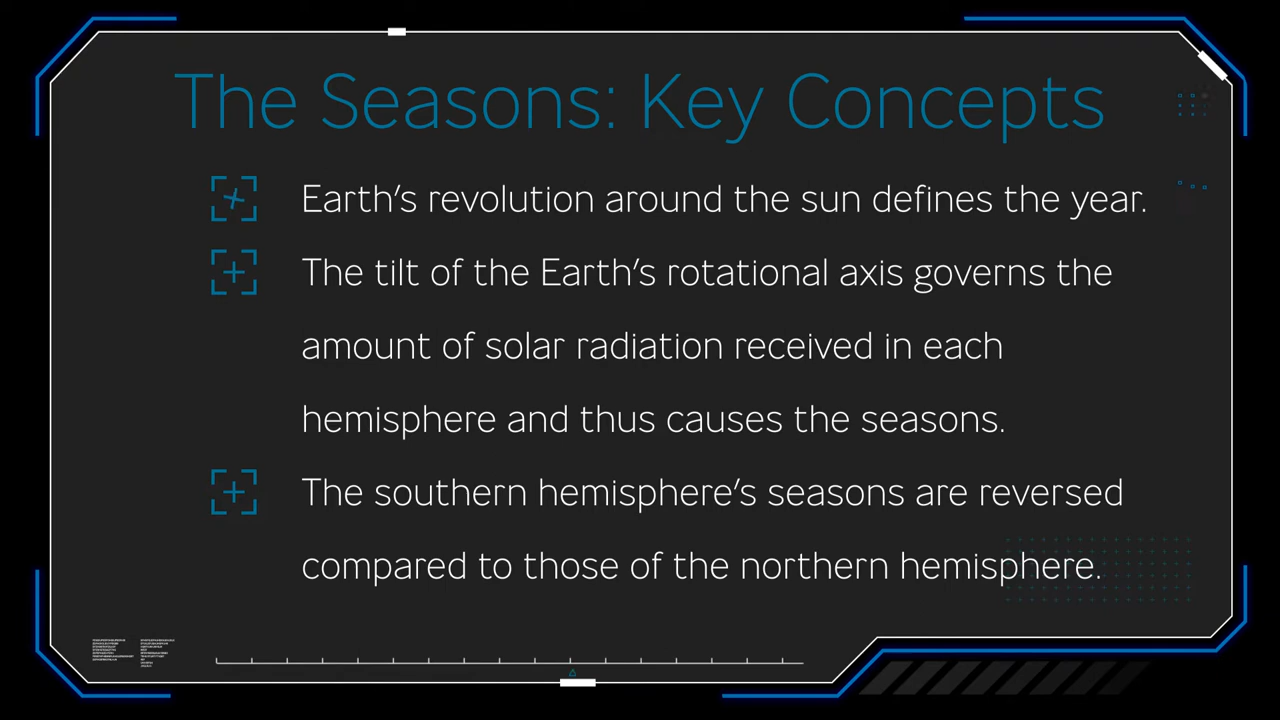 The Seasons: Key Concepts
Earth's revolution around the sun defines the year.
The tilt of the Earth's rotational axis governs the
amount of solar radiation received in each
hemisphere and thus causes the seasons.
The southern hemisphere's seasons are reversed
compared to those of the northern hemisphere.